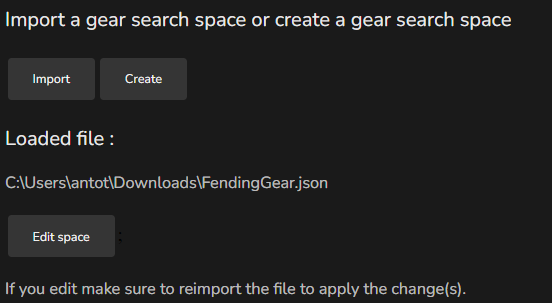 Import a gear search space or create a gear search space
Import Create
Loaded file :
C:\Users\antot\Downloads\FendingGear.json
Edit space ;
If you edit make sure to reimport the file to apply the change(s).